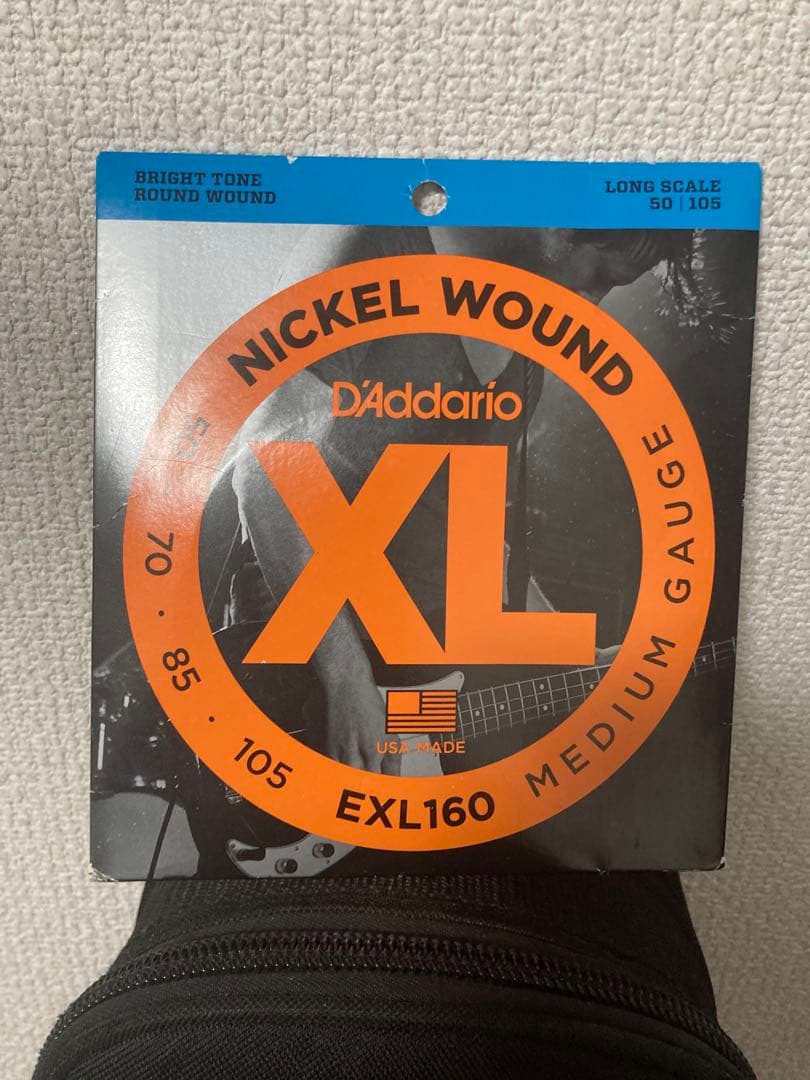 BRIGHT TONE
ROUND WOUND
LONG SCALE
50 | 105
NICKEL WOUND
D'Addario
XL
50 · 70 · 85 · 105
MEDIUM GAUGE
USA MADE
EXL160